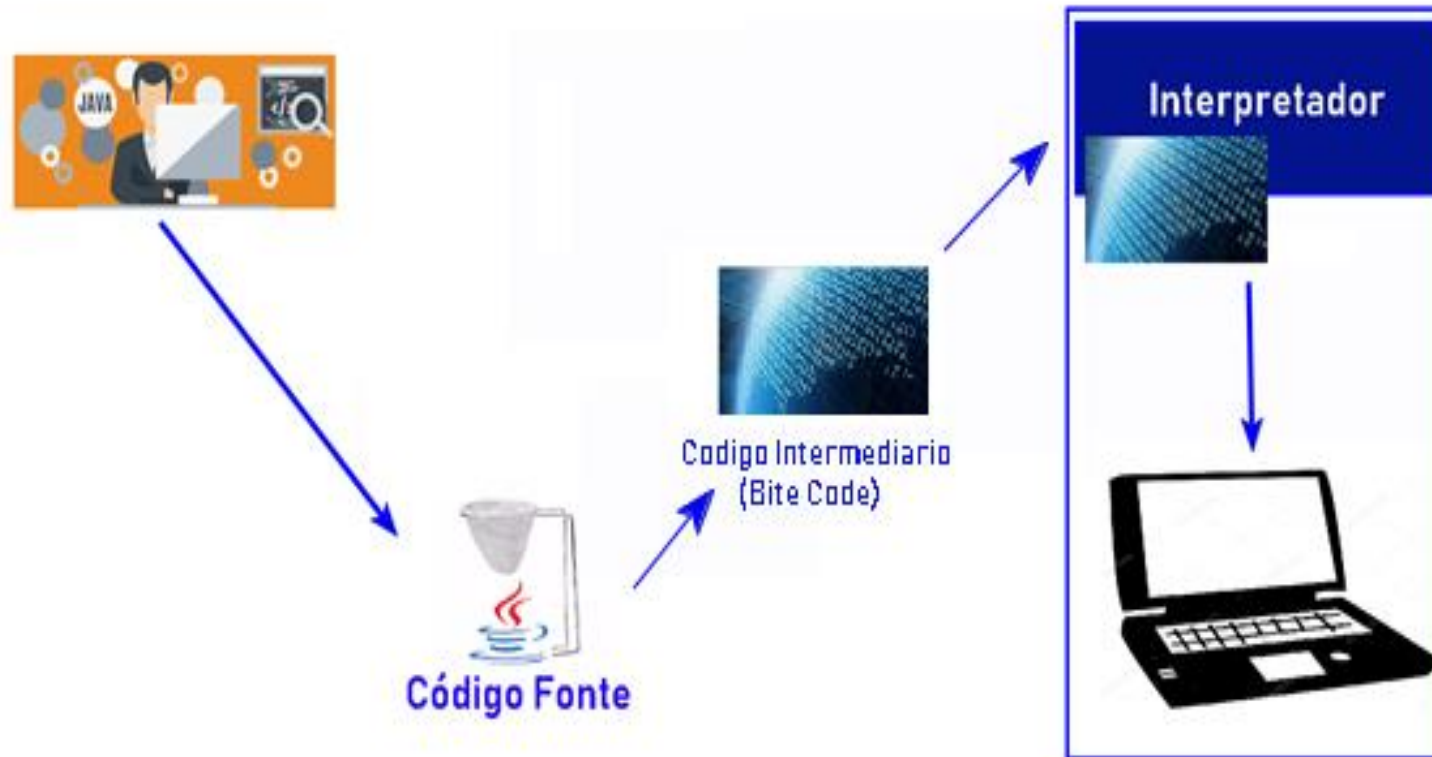 JAVA
Interpretador
Codigo Intermediario
(Bite Code)
Código Fonte